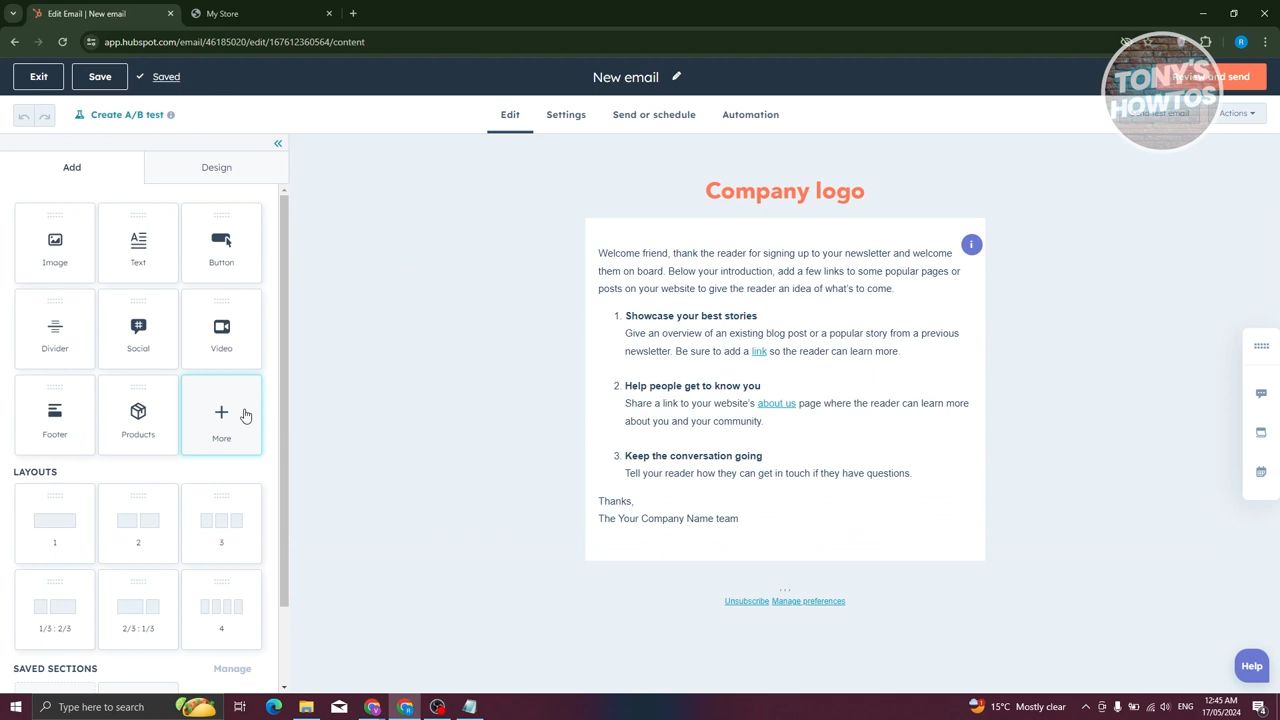 Edit Email | New email
My Store
app.hubspot.com/email/46185020/edit/167612360564/content
R
Exit
Save
Saved
New email
Review and send
TONY'S
HOWTOS
Create A/B test
Edit
Settings
Send or schedule
Automation
Send test email
Actions
Add
Design
Image
Text
Button
Divider
Social
Video
Footer
Products
More
LAYOUTS
1
2
3
1/3 : 2/3
2/3 : 1/3
4
SAVED SECTIONS
Manage
Company logo
Welcome friend, thank the reader for signing up to your newsletter and welcome
them on board. Below your introduction, add a few links to some popular pages or
posts on your website to give the reader an idea of what's to come.
1. Showcase your best stories
Give an overview of an existing blog post or a popular story from a previous
newsletter. Be sure to add a link so the reader can learn more.
2. Help people get to know you
Share a link to your website's about us page where the reader can learn more
about you and your community.
3. Keep the conversation going
Tell your reader how they can get in touch if they have questions.
Thanks,
The Your Company Name team
Unsubscribe Manage preferences
Help
Type here to search
15°C Mostly clear
ENG
12:45 AM
17/05/2024
4